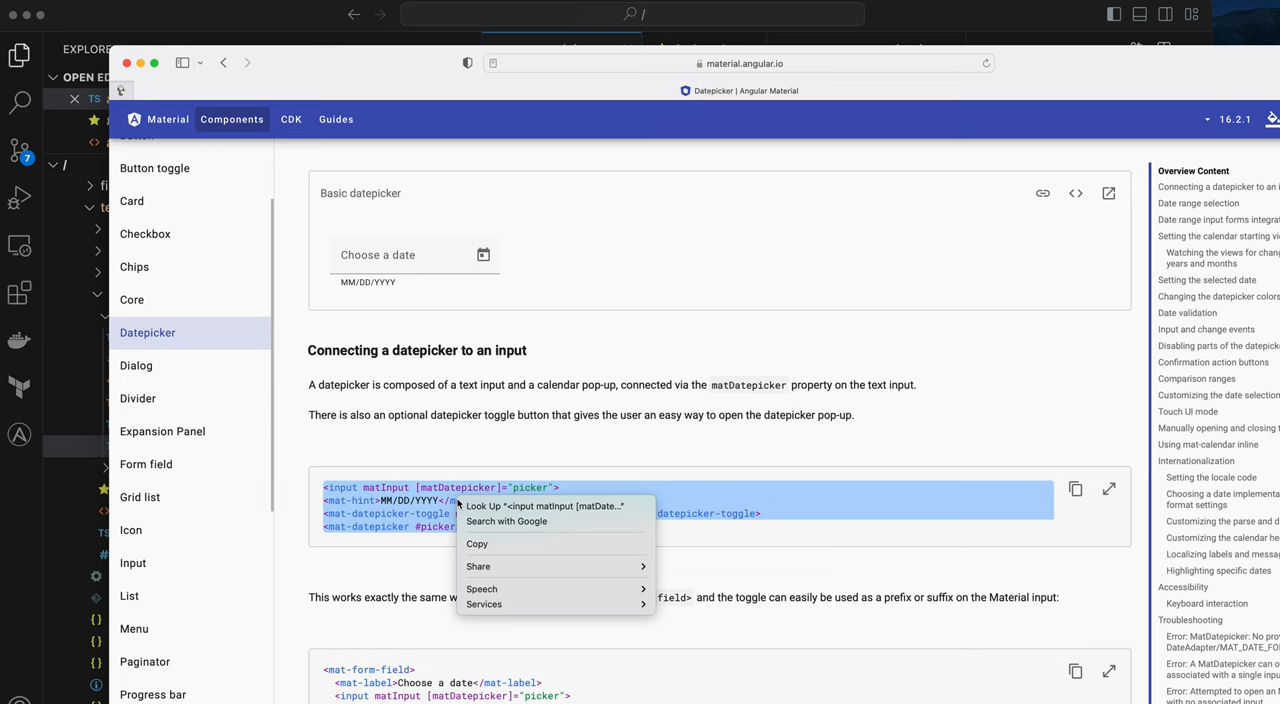 /
EXPLORE
OPEN ED
TS
/
7
fi
te
TS
material.angular.io
Datepicker | Angular Material
Material
Components
CDK
Guides
16.2.1
Button toggle
Card
Checkbox
Chips
Core
Datepicker
Dialog
Divider
Expansion Panel
Form field
Grid list
Icon
Input
List
Menu
Paginator
Progress bar
Basic datepicker
Choose a date
MM/DD/YYYY
Connecting a datepicker to an input
A datepicker is composed of a text input and a calendar pop-up, connected via the matDatepicker property on the text input.
There is also an optional datepicker toggle button that gives the user an easy way to open the datepicker pop-up.
<input matInput [matDatepicker]="picker">
<mat-hint>MM/DD/YYYY</m
<mat-datepicker-toggle datepicker-toggle>
<mat-datepicker #picker
Look Up “<input matInput [matDate...”
Search with Google
Copy
Share
Speech
Services
This works exactly the same w field> and the toggle can easily be used as a prefix or suffix on the Material input:
<mat-form-field>
<mat-label>Choose a date</mat-label>
<input matInput [matDatepicker]="picker">
Overview Content
Connecting a datepicker to an i
Date range selection
Date range input forms integrat
Setting the calendar starting vi
Watching the views for chang
years and months
Setting the selected date
Changing the datepicker colors
Date validation
Input and change events
Disabling parts of the datepick
Confirmation action buttons
Comparison ranges
Customizing the date selection
Touch UI mode
Manually opening and closing t
Using mat-calendar inline
Internationalization
Setting the locale code
Choosing a date implementa
format settings
Customizing the parse and d
Customizing the calendar hea
Localizing labels and messag
Highlighting specific dates
Accessibility
Keyboard interaction
Troubleshooting
Error: MatDatepicker: No prov
DateAdapter/MAT_DATE_FO
Error: A MatDatepicker can o
associated with a single inpu
Error: Attempted to open an M
with no associated input